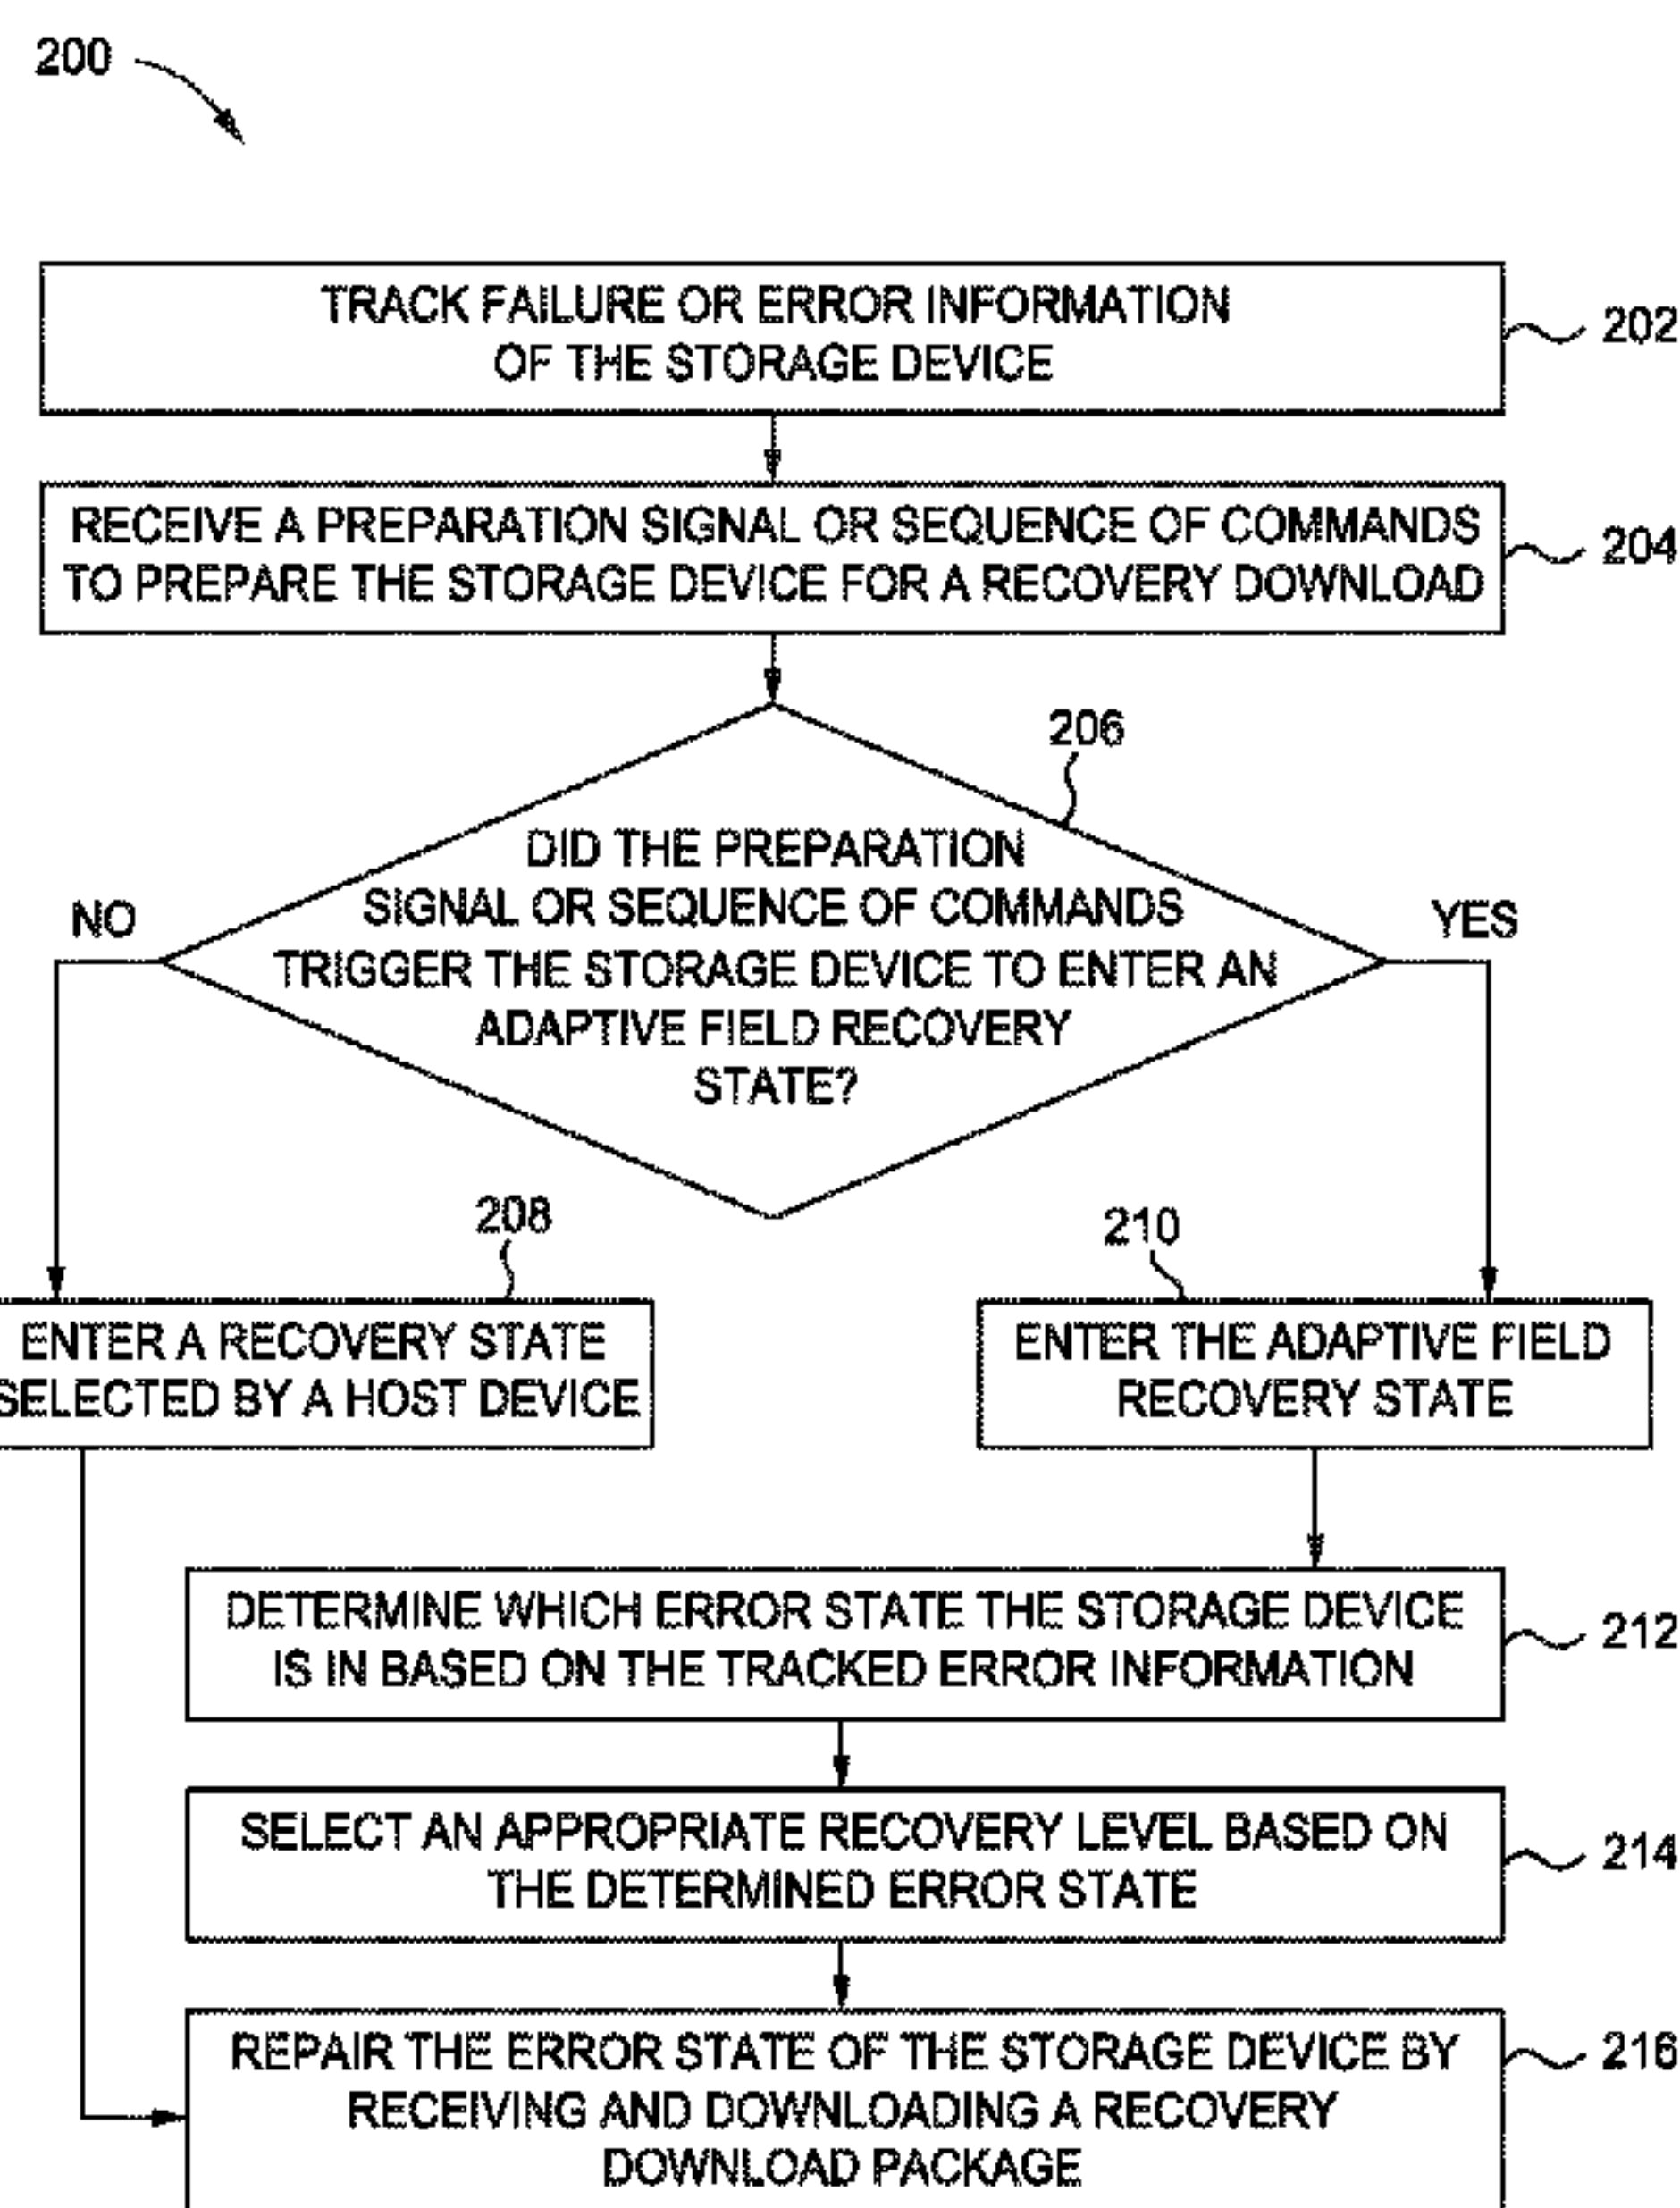 200
TRACK FAILURE OR ERROR INFORMATION
OF THE STORAGE DEVICE
202
RECEIVE A PREPARATION SIGNAL OR SEQUENCE OF COMMANDS
TO PREPARE THE STORAGE DEVICE FOR A RECOVERY DOWNLOAD
204
206
DID THE PREPARATION
SIGNAL OR SEQUENCE OF COMMANDS
TRIGGER THE STORAGE DEVICE TO ENTER AN
ADAPTIVE FIELD RECOVERY
STATE?
NO
YES
208
ENTER A RECOVERY STATE
SELECTED BY A HOST DEVICE
210
ENTER THE ADAPTIVE FIELD
RECOVERY STATE
DETERMINE WHICH ERROR STATE THE STORAGE DEVICE
IS IN BASED ON THE TRACKED ERROR INFORMATION
212
SELECT AN APPROPRIATE RECOVERY LEVEL BASED ON
THE DETERMINED ERROR STATE
214
REPAIR THE ERROR STATE OF THE STORAGE DEVICE BY
RECEIVING AND DOWNLOADING A RECOVERY
DOWNLOAD PACKAGE
216